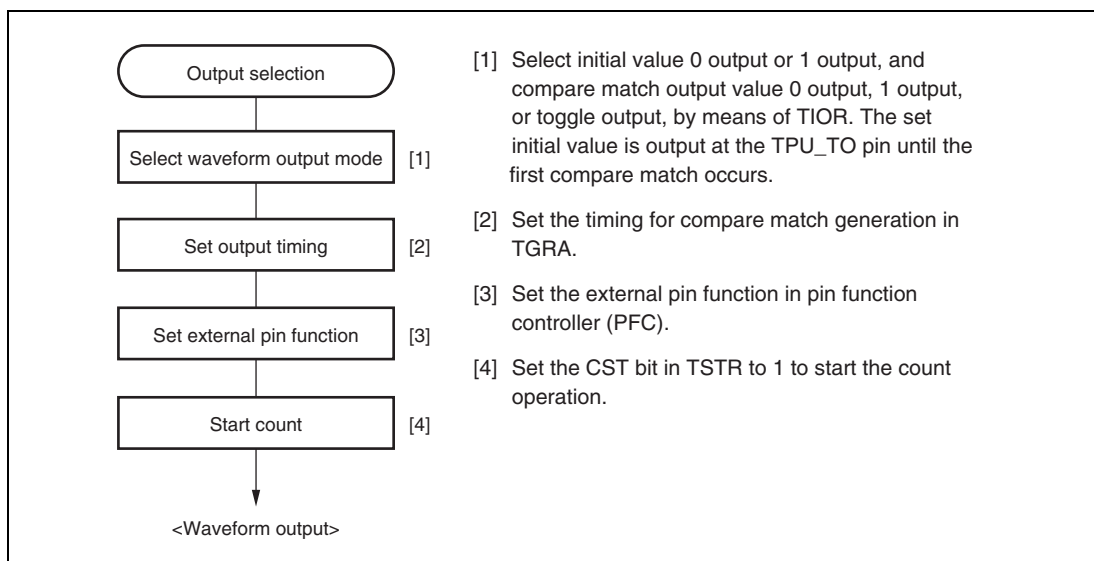 Output selection
Select waveform output mode [1]
Set output timing [2]
Set external pin function [3]
Start count [4]
<Waveform output>
[1] Select initial value 0 output or 1 output, and
compare match output value 0 output, 1 output,
or toggle output, by means of TIOR. The set
initial value is output at the TPU_TO pin until the
first compare match occurs.
[2] Set the timing for compare match generation in
TGRA.
[3] Set the external pin function in pin function
controller (PFC).
[4] Set the CST bit in TSTR to 1 to start the count
operation.